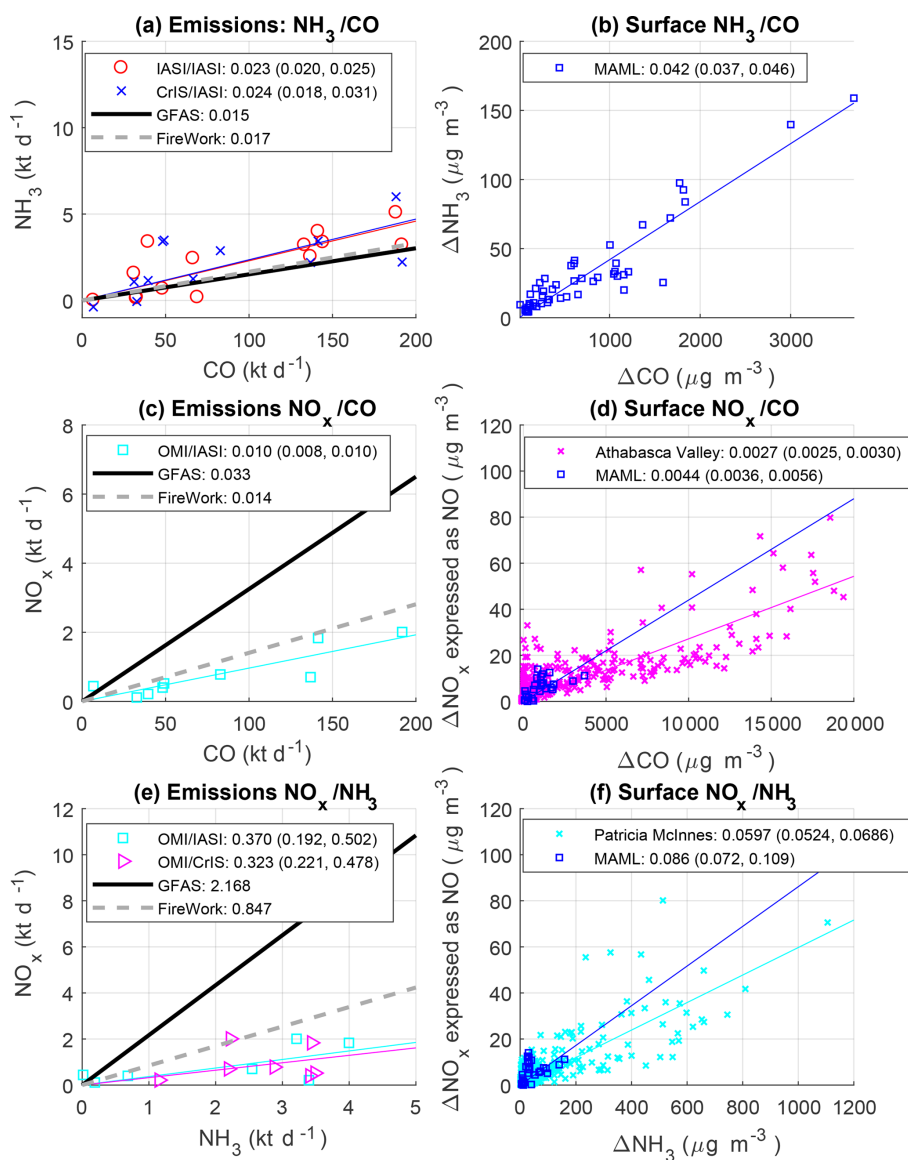 (a) Emissions: NH3/CO
15
10
5
0
NH3 (kt d-1)
IASI/IASI: 0.023 (0.020, 0.025)
CrIS/IASI: 0.024 (0.018, 0.031)
GFAS: 0.015
FireWork: 0.017
0 50 100 150 200
CO (kt d-1)
(b) Surface NH3/CO
200
150
100
50
0
ΔNH3 (μg m-3)
MAML: 0.042 (0.037, 0.046)
1000 2000 3000
ΔCO (μg m-3)
(c) Emissions NOx/CO
8
6
4
2
0
NOx (kt d-1)
OMI/IASI: 0.010 (0.008, 0.010)
GFAS: 0.033
FireWork: 0.014
0 50 100 150 200
CO (kt d-1)
(d) Surface NOx/CO
120
100
80
60
40
20
0
ΔNOx expressed as NO (μg m-3)
Athabasca Valley: 0.0027 (0.0025, 0.0030)
MAML: 0.0044 (0.0036, 0.0056)
0 5000 10000 15000 20000
ΔCO (μg m-3)
(e) Emissions NOx/NH3
12
10
8
6
4
2
0
NOx (kt d-1)
OMI/IASI: 0.370 (0.192, 0.502)
OMI/CrIS: 0.323 (0.221, 0.478)
GFAS: 2.168
FireWork: 0.847
0 1 2 3 4 5
NH3 (kt d-1)
(f) Surface NOx/NH3
120
100
80
60
40
20
0
ΔNOx expressed as NO (μg m-3)
Patricia McInnes: 0.0597 (0.0524, 0.0686)
MAML: 0.086 (0.072, 0.109)
0 200 400 600 800 1000 1200
ΔNH3 (μg m-3)